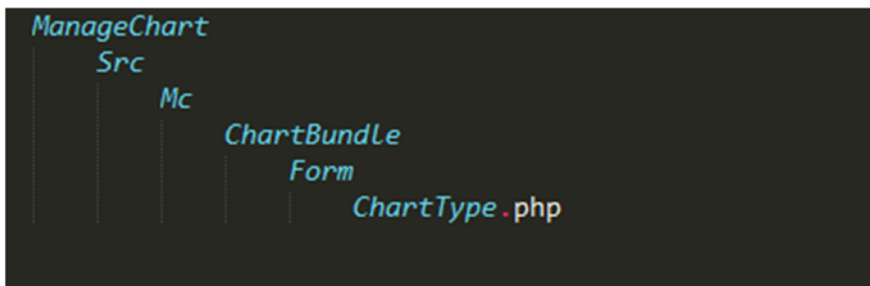 ManageChart
Src
Mc
ChartBundle
Form
ChartType.php